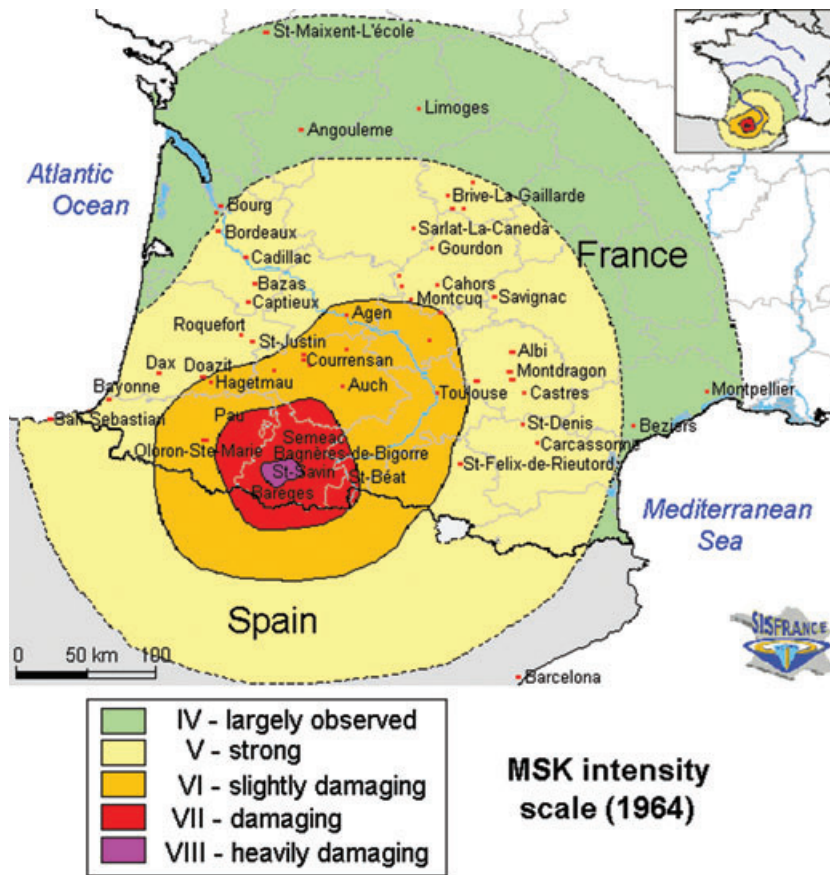 St-Maixent-L'école
Limoges
Angouleme
Atlantic
Ocean
Brive-La-Gaillarde
Bourg
Bordeaux
Sarlat-La-Caneda
Gourdon
France
Cadillac
Bazas
Cahors
Captieux
Montcuq
Savignac
Agen
Roquefort
St-Justin
Albi
Courrensan
Dax
Doazit
Mondragon
Bayonne
Hagetmau
Auch
Toulouse
Castres
Montpellier
San Sebastian
Pau
St-Denis
Beziers
Semeac
Oloron-Ste-Marie
Bagnères-de-Bigorre
Carcassonne
St-Savin
St-Béat
St-Felix-de-Rieutord
Bareges
Mediterranean
Sea
Spain
SISFRANCE
0 50 km 100
Barcelona
IV - largely observed
V - strong
VI - slightly damaging
VII - damaging
VIII - heavily damaging
MSK intensity
scale (1964)